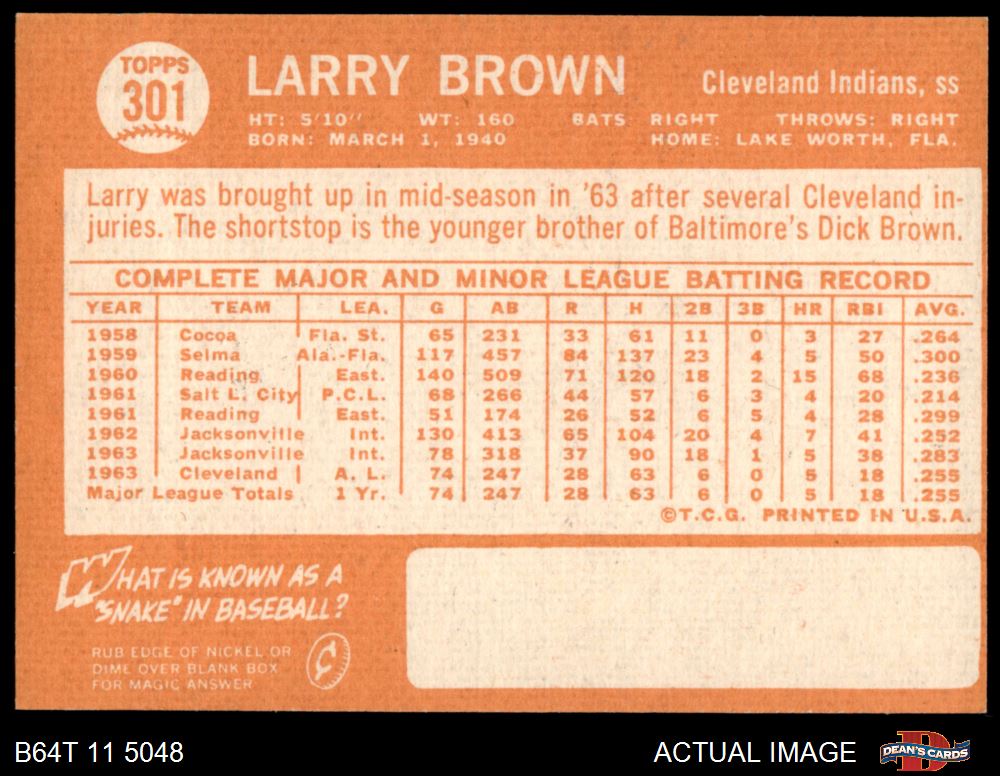 TOPPS
301
LARRY BROWN
Cleveland Indians, ss
HT: 5'10" WT: 160 BATS RIGHT THROWS: RIGHT
BORN: MARCH 1, 1940 HOME: LAKE WORTH, FLA.
Larry was brought up in mid-season in '63 after several Cleveland in-
juries. The shortstop is the younger brother of Baltimore's Dick Brown.
COMPLETE MAJOR AND MINOR LEAGUE BATTING RECORD
YEAR TEAM LEA. G AB R H 2B 3B HR RBI AVG.
1958 Cocoa Fla. St. 65 231 33 61 11 0 3 27 .264
1959 Selma Ala.-Fla. 117 457 84 137 23 4 5 50 .300
1960 Reading East. 140 509 71 120 18 2 15 68 .236
1961 Salt L. City P.C.L. 68 266 44 57 6 3 4 20 .214
1961 Reading East. 51 174 26 52 6 5 4 28 .299
1962 Jacksonville Int. 130 413 65 104 20 4 7 41 .252
1963 Jacksonville Int. 78 318 37 90 18 1 5 38 .283
1963 Cleveland A. L. 74 247 28 63 6 0 5 18 .255
Major League Totals 1 Yr. 74 247 28 63 6 0 5 18 .255
©T.C.G. PRINTED IN U.S.A.
WHAT IS KNOWN AS A
"SNAKE" IN BASEBALL?
RUB EDGE OF NICKEL OR
DIME OVER BLANK BOX
FOR MAGIC ANSWER
¢
B64T 11 5048
ACTUAL IMAGE
D
DEAN'S CARDS